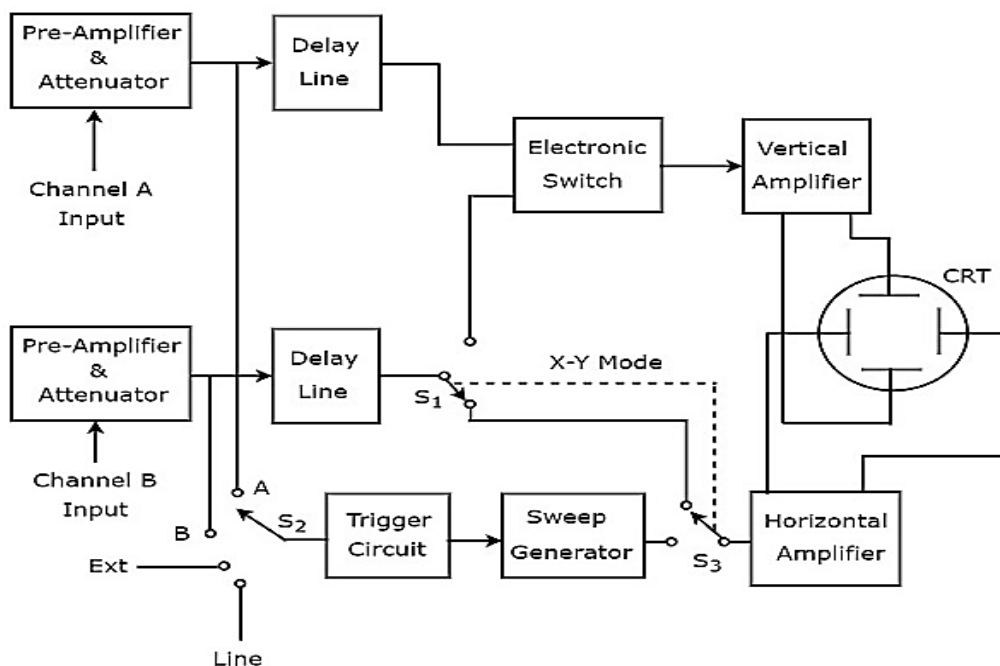 Pre-Amplifier
&
Attenuator
Delay
Line
Channel A
Input
Electronic
Switch
Vertical
Amplifier
CRT
Pre-Amplifier
&
Attenuator
Delay
Line
S1
X-Y Mode
Channel B
Input
A
B
S2
Ext
Line
Trigger
Circuit
Sweep
Generator
S3
Horizontal
Amplifier